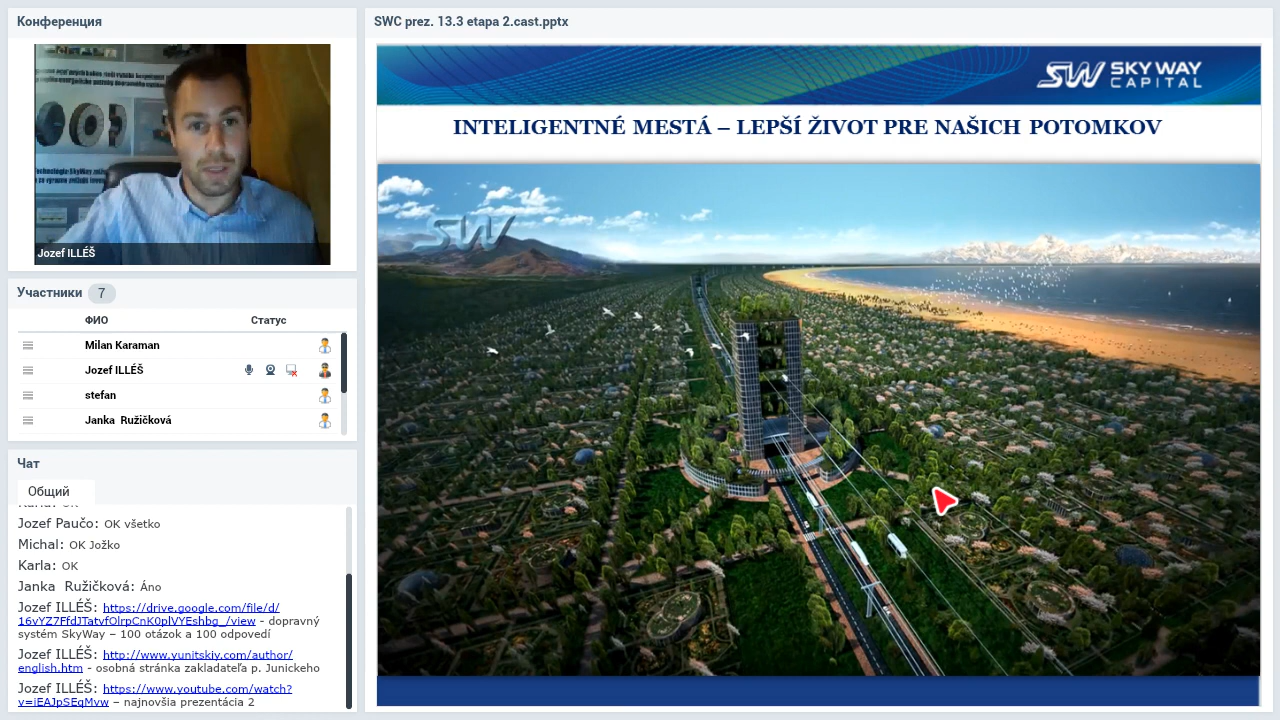 Конференция
Jozef ILLÉŠ
Участники 7
ФИО Статус
Milan Karaman
Jozef ILLÉŠ
stefan
Janka Ružičková
Чат
Общий
Karla: OK
Jozef Paučo: OK všetko
Michal: OK Jožko
Karla: OK
Janka Ružičková: Áno
Jozef ILLÉŠ: https://drive.google.com/file/d/
16vYZ7FfdJTatvfOlrpCnK0plVYEshbg_/view - dopravný
systém SkyWay – 100 otázok a 100 odpovedí
Jozef ILLÉŠ: http://www.yunitskiy.com/author/
english.htm - osobná stránka zakladateľa p. Junickeho
Jozef ILLÉŠ: https://www.youtube.com/watch?
v=iEAJpSEqMvw – najnovšia prezentácia 2
SWC prez. 13.3 etapa 2.cast.pptx
SW SKY WAY
CAPITAL
INTELIGENTNÉ MESTÁ – LEPŠÍ ŽIVOT PRE NAŠICH POTOMKOV
SW